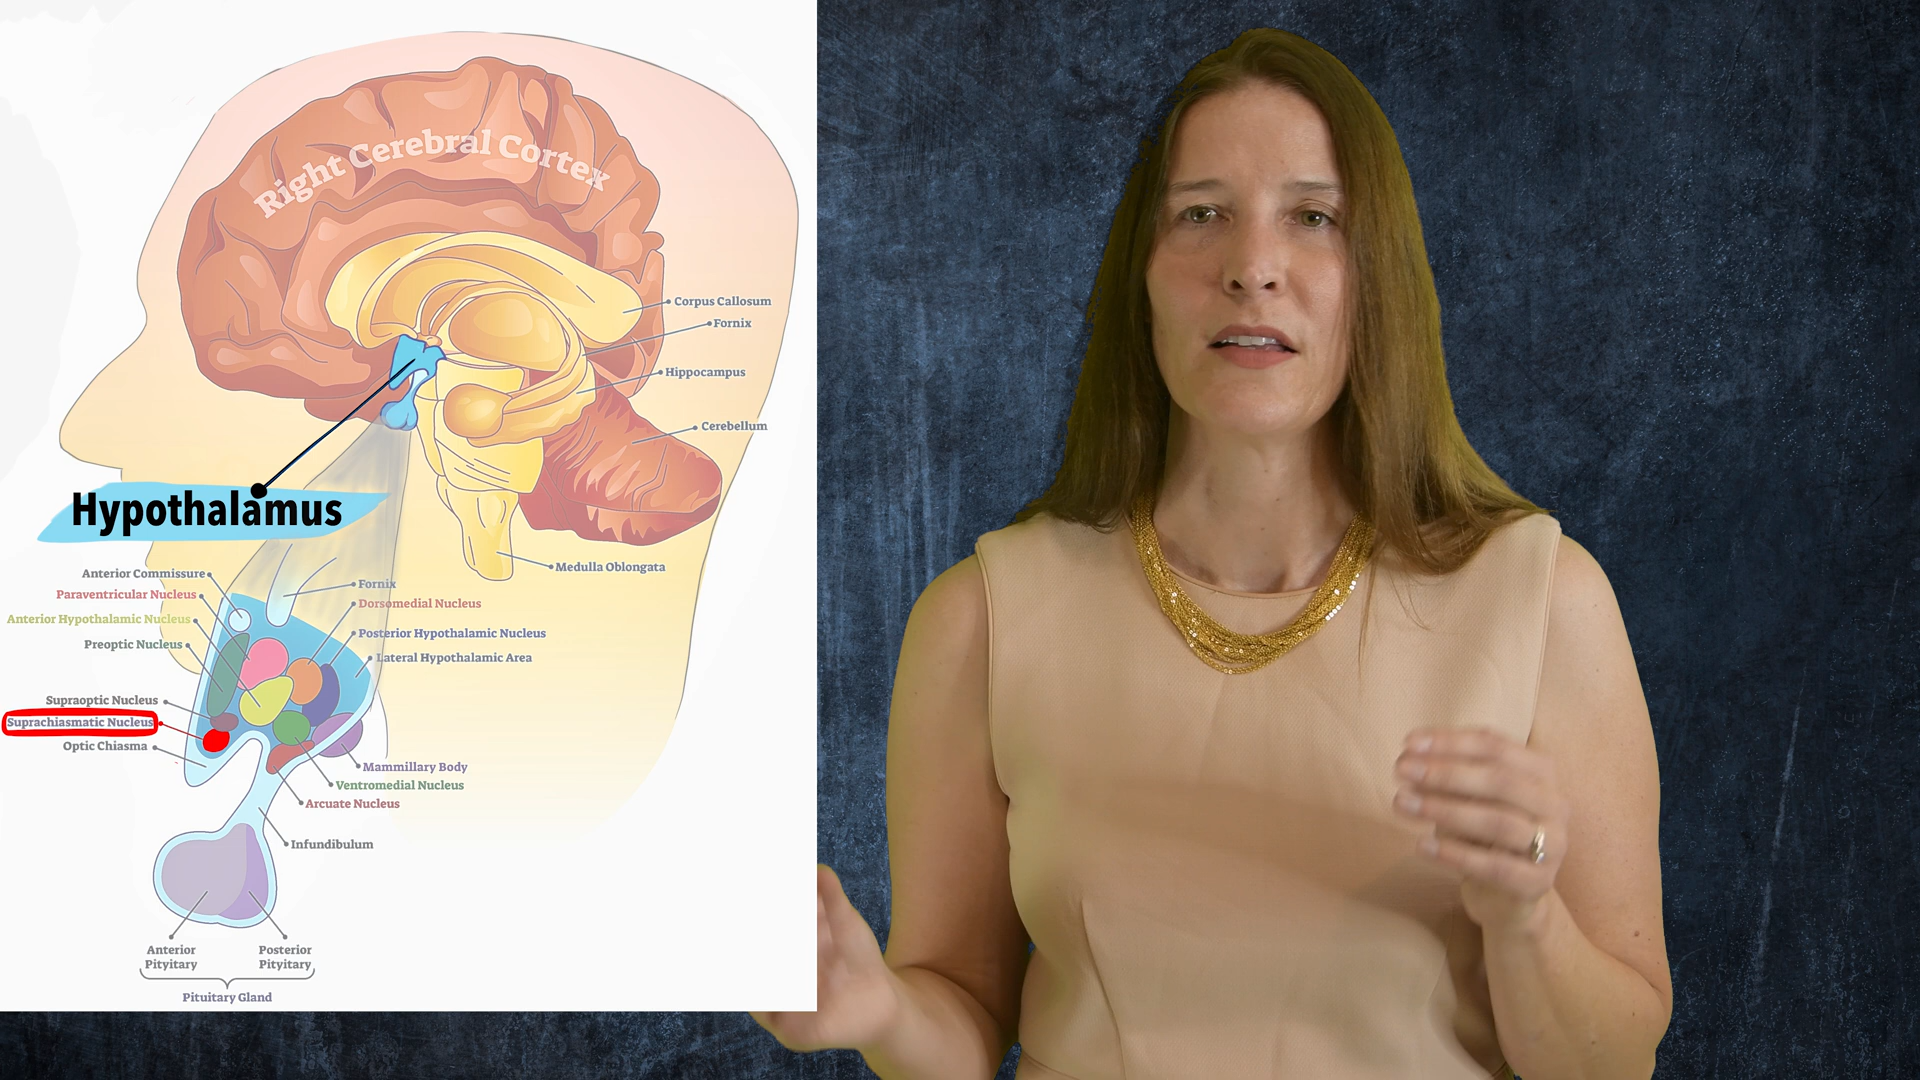 Right Cerebral Cortex
Corpus Callosum
Fornix
Hippocampus
Cerebellum
Hypothalamus
Medulla Oblongata
Anterior Commissure
Fornix
Paraventricular Nucleus
Dorsomedial Nucleus
Anterior Hypothalamic Nucleus
Posterior Hypothalamic Nucleus
Preoptic Nucleus
Lateral Hypothalamic Area
Supraoptic Nucleus
Suprachiasmatic Nucleus
Optic Chiasma
Mammillary Body
Ventromedial Nucleus
Arcuate Nucleus
Infundibulum
Anterior
Pityitary
Posterior
Pityitary
Pituitary Gland